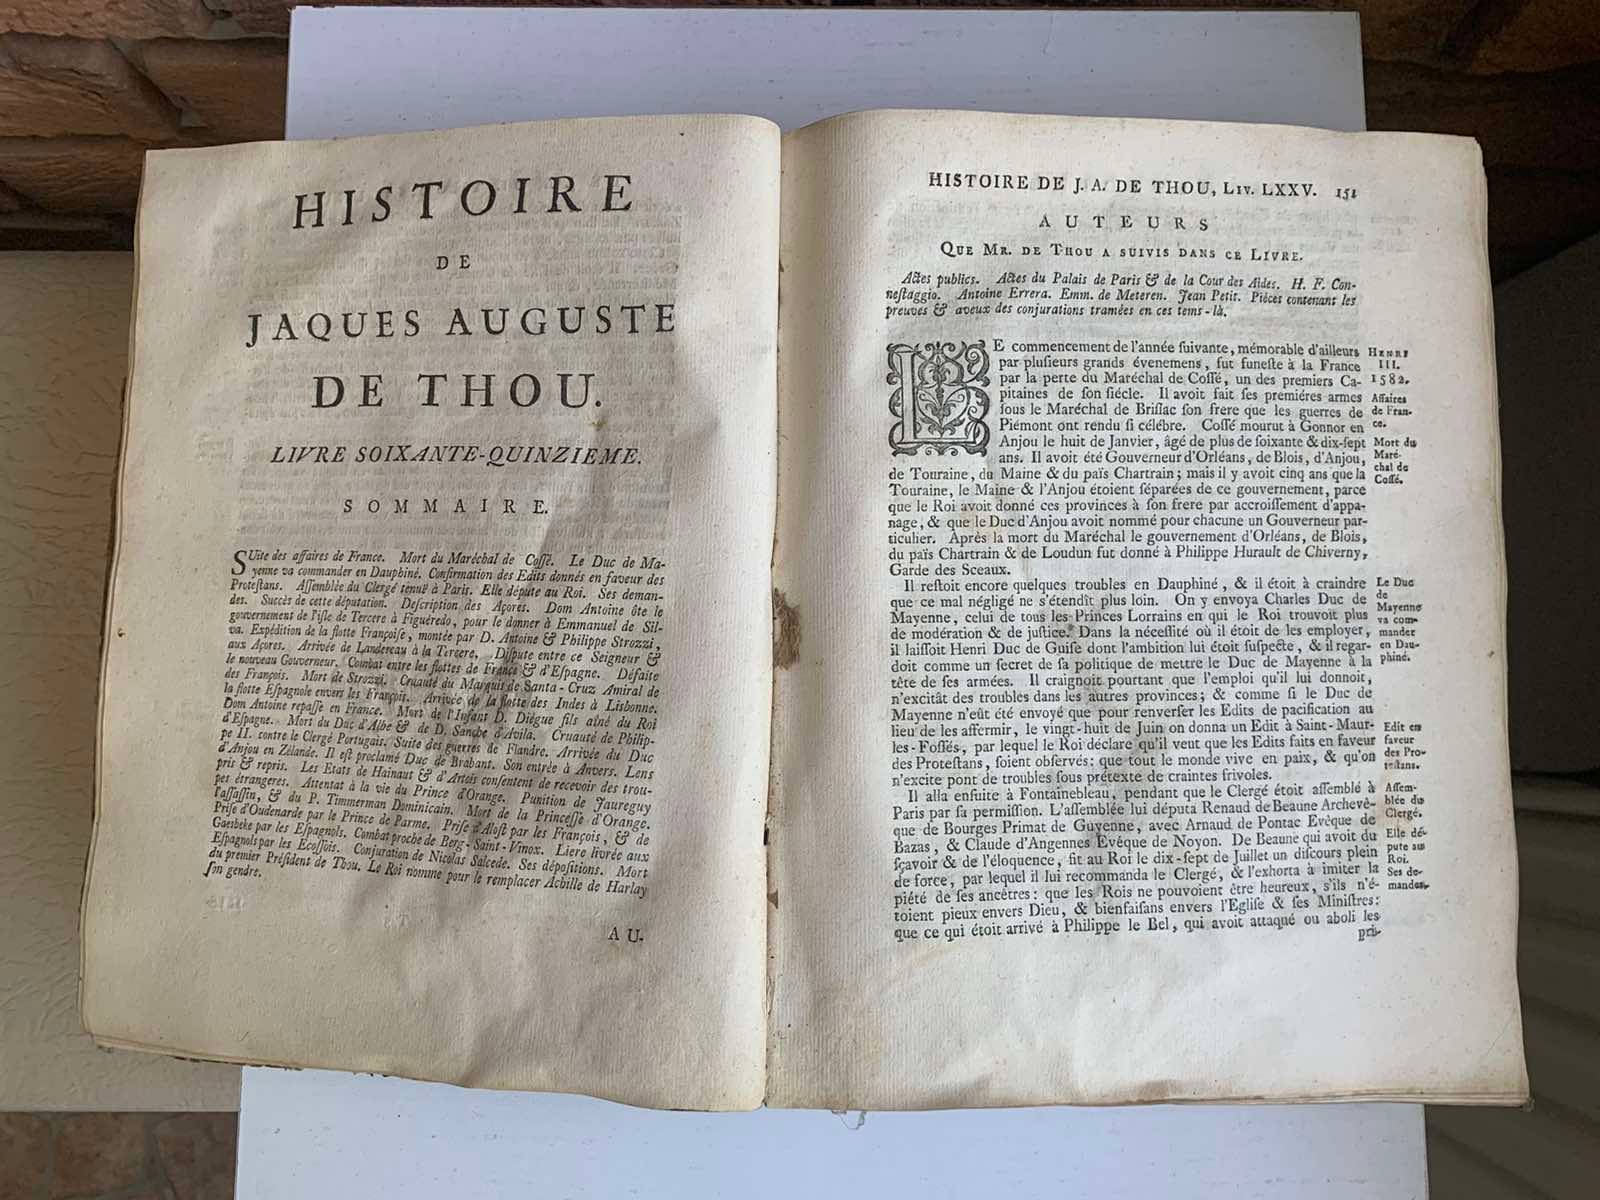 HISTOIRE
DE
JAQUES AUGUSTE
DE THOU.
LIVRE SOIXANTE-QUINZIEME.
SOMMAIRE.
SUite des affaires de France. Mort du Maréchal de Cossé. Le Duc de Ma-
yenne va commander en Dauphiné. Confirmation des Edits donnés en faveur des
Protestans. Assemblée du Clergé tenue à Paris. Elle députe au Roi. Ses deman-
des. Succès de cette députation. Description des Açores. Dom Antoine ôte le
gouvernement de l'isle de Tercère à Figuéredo, pour le donner à Emmanuel de Sil-
va. Expédition de la flotte Françoise, montée par D. Antoine & Philippe Strozzi,
aux Açores. Arrivée de Landereau à la Tercere. Dispute entre ce Seigneur &
le nouveau Gouverneur. Combat entre les flottes de France & d'Espagne. Défaite
des François. Mort de Strozzi. Cruauté du Marquis de Santa-Cruz Amiral de
la flotte Espagnole envers les François. Arrivée de la flotte des Indes à Lisbonne.
Dom Antoine repasse en France. Mort de l'Infant D. Diègue fils aîné du Roi
d'Espagne. Mort du Duc d'Albe & de D. Sanche d'Avila. Cruauté de Philip-
pe II. contre le Clergé Portugais. Suite des guerres de Flandre. Arrivée du Duc
d'Anjou en Zélande. Il est proclamé Duc de Brabant. Son entrée à Anvers. Lens
pris & repris. Les Etats de Hainaut & d'Artois consentent de recevoir des trou-
pes étrangeres. Attentat à la vie du Prince d'Orange. Punition de Jaureguy
l'assassin, & du P. Timmerman Dominicain. Mort de la Princesse d'Orange.
Prise d'Oudenarde par le Prince de Parme. Prise d'Alost par les François, & de
Gaesbeke par les Espagnols. Combat proche de Berg-Saint-Vinox. Liere livrée aux
Espagnols par les Ecossois. Conjuration de Nicolas Salcede. Ses dépositions. Mort
du premier Président de Thou. Le Roi nomme pour le remplacer Achille de Harlay
son gendre.
AU-
HISTOIRE DE J. A. DE THOU, LIV. LXXV. 151
AUTEURS
QUE MR. DE THOU A SUIVIS DANS CE LIVRE.
Actes publics. Actes du Palais de Paris & de la Cour des Aides. H. F. Con-
nestaggio. Antoine Errera. Emm. de Meteren. Jean Petit. Pièces contenant les
preuves & aveux des conjurations tramées en ces tems-là.
LE commencement de l'année suivante, mémorable d'ailleurs
par plusieurs grands évenemens, fut funeste à la France
par la perte du Maréchal de Cossé, un des premiers Ca-
pitaines de son siécle. Il avoit fait ses premiéres armes
sous le Maréchal de Brissac son frere que les guerres de
Piémont ont rendu si célébre. Cossé mourut à Gonnor en
Anjou le huit de Janvier, âgé de plus de soixante & dix-sept
ans. Il avoit été Gouverneur d'Orléans, de Blois, d'Anjou,
de Touraine, du Maine & du païs Chartrain; mais il y avoit cinq ans que la
Touraine, le Maine & l'Anjou étoient séparées de ce gouvernement, parce
que le Roi avoit donné ces provinces à son frere par accroissement d'appa-
nage, & que le Duc d'Anjou avoit nommé pour chacune un Gouverneur par-
ticulier. Après la mort du Maréchal le gouvernement d'Orléans, de Blois,
du païs Chartrain & de Loudun fut donné à Philippe Hurault de Chiverny,
Garde des Sceaux.
Il restoit encore quelques troubles en Dauphiné, & il étoit à craindre
que ce mal négligé ne s'étendît plus loin. On y envoya Charles Duc de
Mayenne, celui de tous les Princes Lorrains en qui le Roi trouvoit plus
de modération & de justice. Dans la nécessité où il étoit de les employer,
il laissoit Henri Duc de Guise dont l'ambition lui étoit suspecte, & il regar-
doit comme un secret de sa politique de mettre le Duc de Mayenne à la
tête de ses armées. Il craignoit pourtant que l'emploi qu'il lui donnoit,
n'excitât des troubles dans les autres provinces; & comme si le Duc de
Mayenne n'eût été envoyé que pour renverser les Edits de pacification au
lieu de les affermir, le vingt-huit de Juin on donna un Edit à Saint-Maur-
les-Fossés, par lequel le Roi déclare qu'il veut que les Edits faits en faveur
des Protestans, soient observés: que tout le monde vive en paix, & qu'on
n'excite pont de troubles sous prétexte de craintes frivoles.
Il alla ensuite à Fontainebleau, pendant que le Clergé étoit assemblé à
Paris par sa permission. L'assemblée lui députa Renaud de Beaune Archevê-
que de Bourges Primat de Guyenne, avec Arnaud de Pontac Evêque de
Bazas, & Claude d'Angennes Evêque de Noyon. De Beaune qui avoit du
sçavoir & de l'éloquence, fit au Roi le dix-sept de Juillet un discours plein
de force, par lequel il lui recommanda le Clergé, & l'exhorta à imiter la
piété de ses ancêtres: que les Rois ne pouvoient être heureux, s'ils n'é-
toient pieux envers Dieu, & bienfaisans envers l'Eglise & ses Ministres:
que ce qui étoit arrivé à Philippe le Bel, qui avoit attaqué ou aboli les
pri-
HENRI
III.
1582.
Affaires
de Fran-
ce.
Mort du
Maré-
chal de
Cossé.
Le Duc
de
Mayenne
va com-
mander
en Dau-
phiné.
Edit en
faveur
des Pro-
testans.
Assem-
blée du
Clergé.
Elle dé-
pute au
Roi.
Ses de-
mandes.